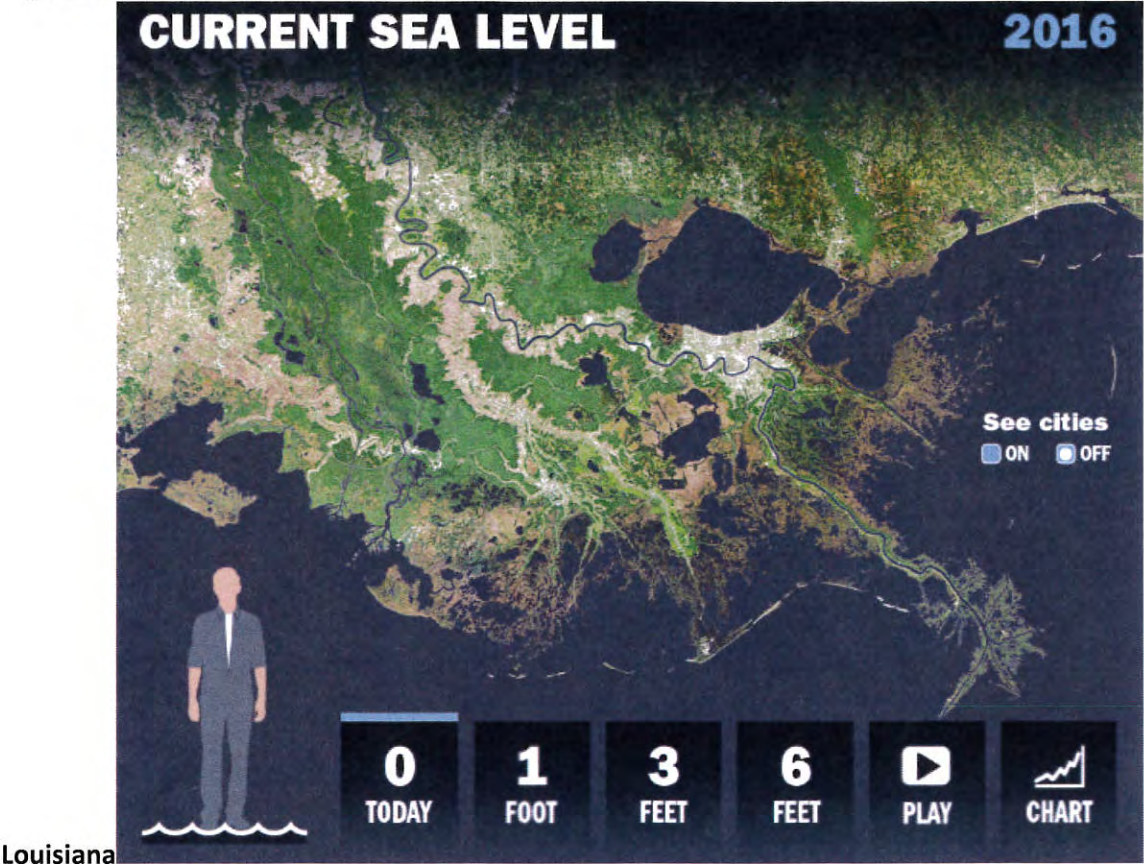 CURRENT SEA LEVEL 2016
See cities
ON OFF
0 1 3 6
TODAY FOOT FEET FEET PLAY CHART
Louisiana